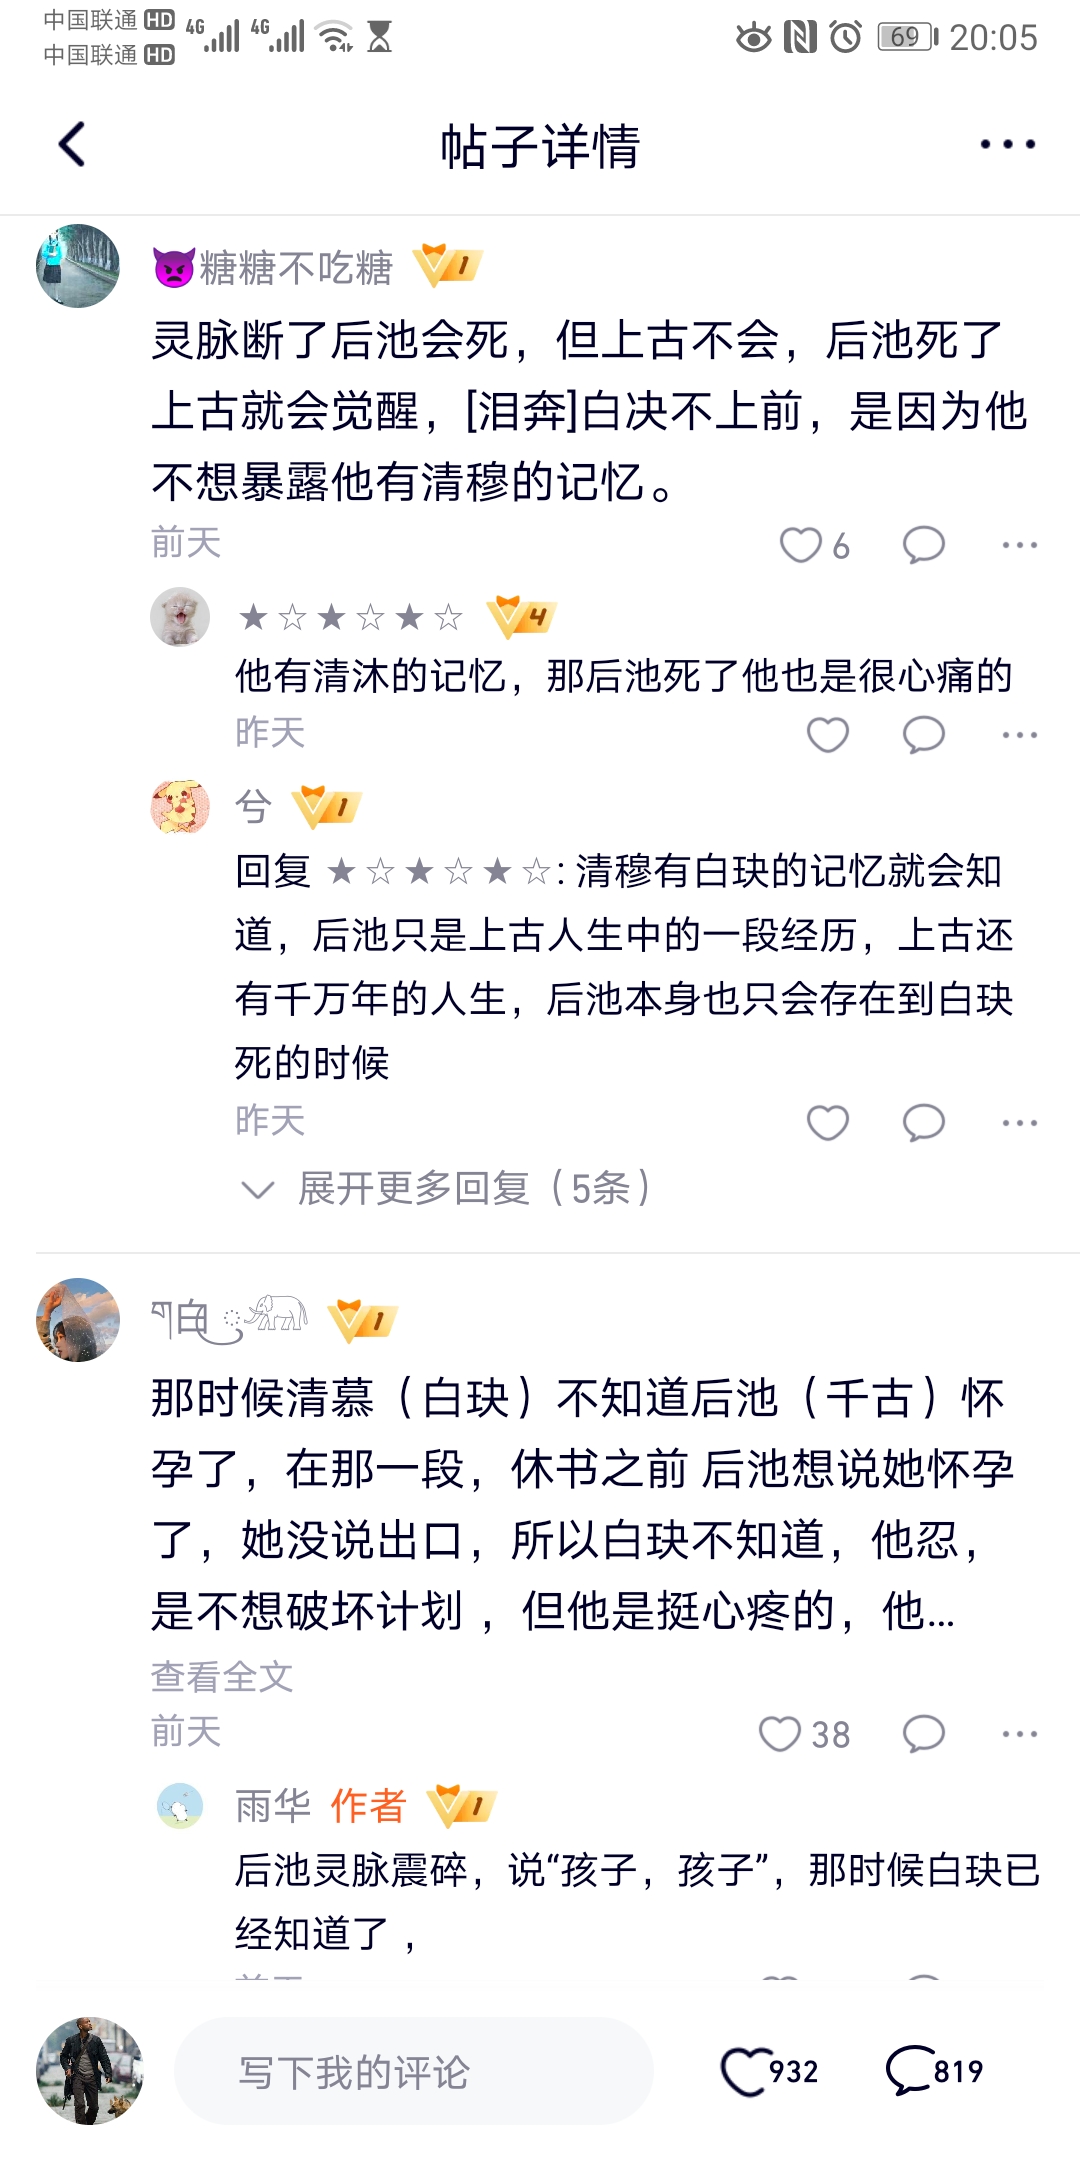 中国联通 HD 4G 4G 69 20:05
中国联通 HD
帖子详情
糖糖不吃糖 1
灵脉断了后池会死，但上古不会，后池死了
上古就会觉醒，[泪奔]白决不上前，是因为他
不想暴露他有清穆的记忆。
前天 6
★☆★☆★☆ 4
他有清沐的记忆，那后池死了他也是很心痛的
昨天
兮 1
回复 ★☆★☆★☆: 清穆有白玦的记忆就会知
道，后池只是上古人生中的一段经历，上古还
有千万年的人生，后池本身也只会存在到白玦
死的时候
昨天
展开更多回复（5条）
白 1
那时候清慕（白玦）不知道后池（千古）怀
孕了，在那一段，休书之前 后池想说她怀孕
了，她没说出口，所以白玦不知道，他忍，
是不想破坏计划 ，但他是挺心疼的，他...
查看全文
前天 38
雨华 作者 1
后池灵脉震碎，说“孩子，孩子”，那时候白玦已
经知道了 ，
写下我的评论 932 819